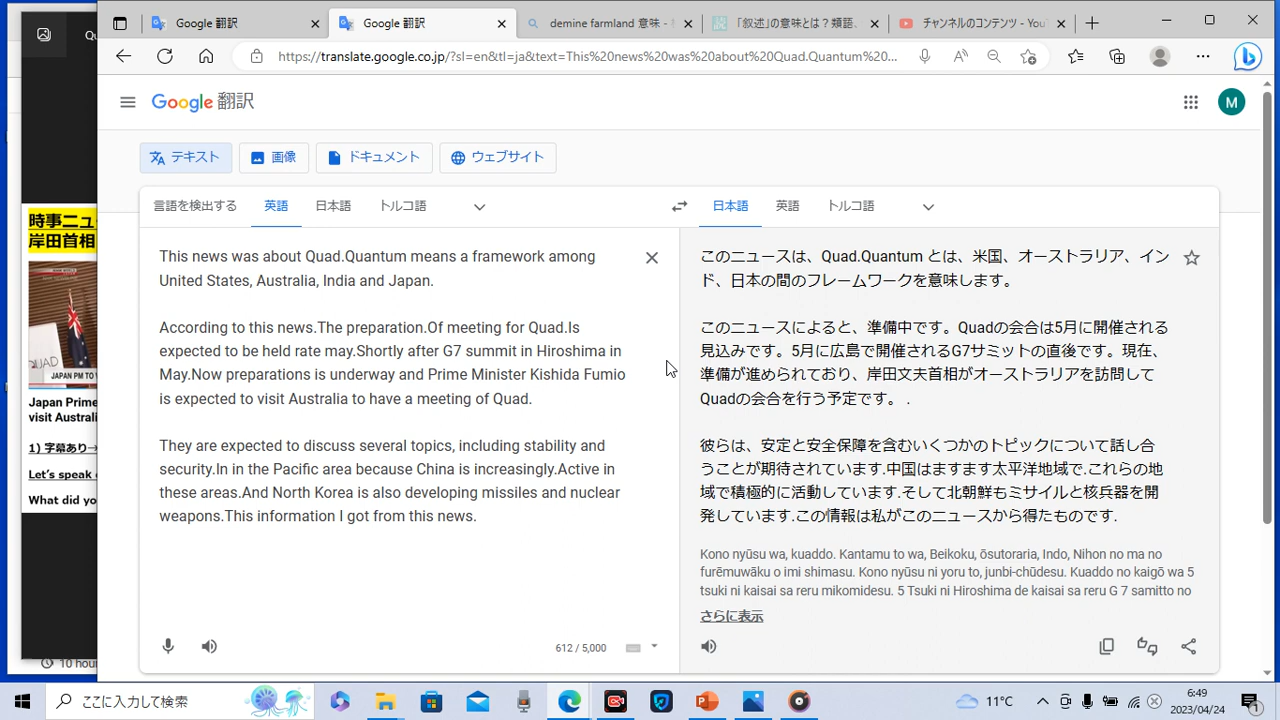 Google 翻訳
Google 翻訳
demine farmland 意味 -
「叙述」の意味とは？類語、
チャンネルのコンテンツ - You
https://translate.google.co.jp/?sl=en&tl=ja&text=This%20news%20was%20about%20Quad.Quantum%20...
Google 翻訳
M
テキスト
画像
ドキュメント
ウェブサイト
言語を検出する
英語
日本語
トルコ語
日本語
英語
トルコ語
This news was about Quad.Quantum means a framework among
United States, Australia, India and Japan.
According to this news.The preparation.Of meeting for Quad.Is
expected to be held rate may.Shortly after G7 summit in Hiroshima in
May.Now preparations is underway and Prime Minister Kishida Fumio
is expected to visit Australia to have a meeting of Quad.
They are expected to discuss several topics, including stability and
security.In in the Pacific area because China is increasingly.Active in
these areas.And North Korea is also developing missiles and nuclear
weapons.This information I got from this news.
612 / 5,000
このニュースは、Quad.Quantum とは、米国、オーストラリア、イン
ド、日本の間のフレームワークを意味します。
このニュースによると、準備中です。Quadの会合は5月に開催される
見込みです。5月に広島で開催されるG7サミットの直後です。現在、
準備が進められており、岸田文夫首相がオーストラリアを訪問して
Quadの会合を行う予定です。 .
彼らは、安定と安全保障を含むいくつかのトピックについて話し合
うことが期待されています.中国はますます太平洋地域で.これらの地
域で積極的に活動しています.そして北朝鮮もミサイルと核兵器を開
発しています.この情報は私がこのニュースから得たものです.
Kono nyūsu wa, kuaddo. Kantamu to wa, Beikoku, ōsutoraria, Indo, Nihon no ma no
furēmuwāku o imi shimasu. Kono nyūsu ni yoru to, junbi-chūdesu. Kuaddo no kaigō wa 5
tsuki ni kaisai sa reru mikomidesu. 5 Tsuki ni Hiroshima de kaisai sa reru G 7 samitto no
さらに表示
Qu
時事ニュ
岸田首相
QUAD
JAPAN PM TO
Japan Prime
visit Austral
1) 字幕あり→
Let's speak
What did yo
10 hou
ここに入力して検索
11°C
6:49
2023/04/24
1